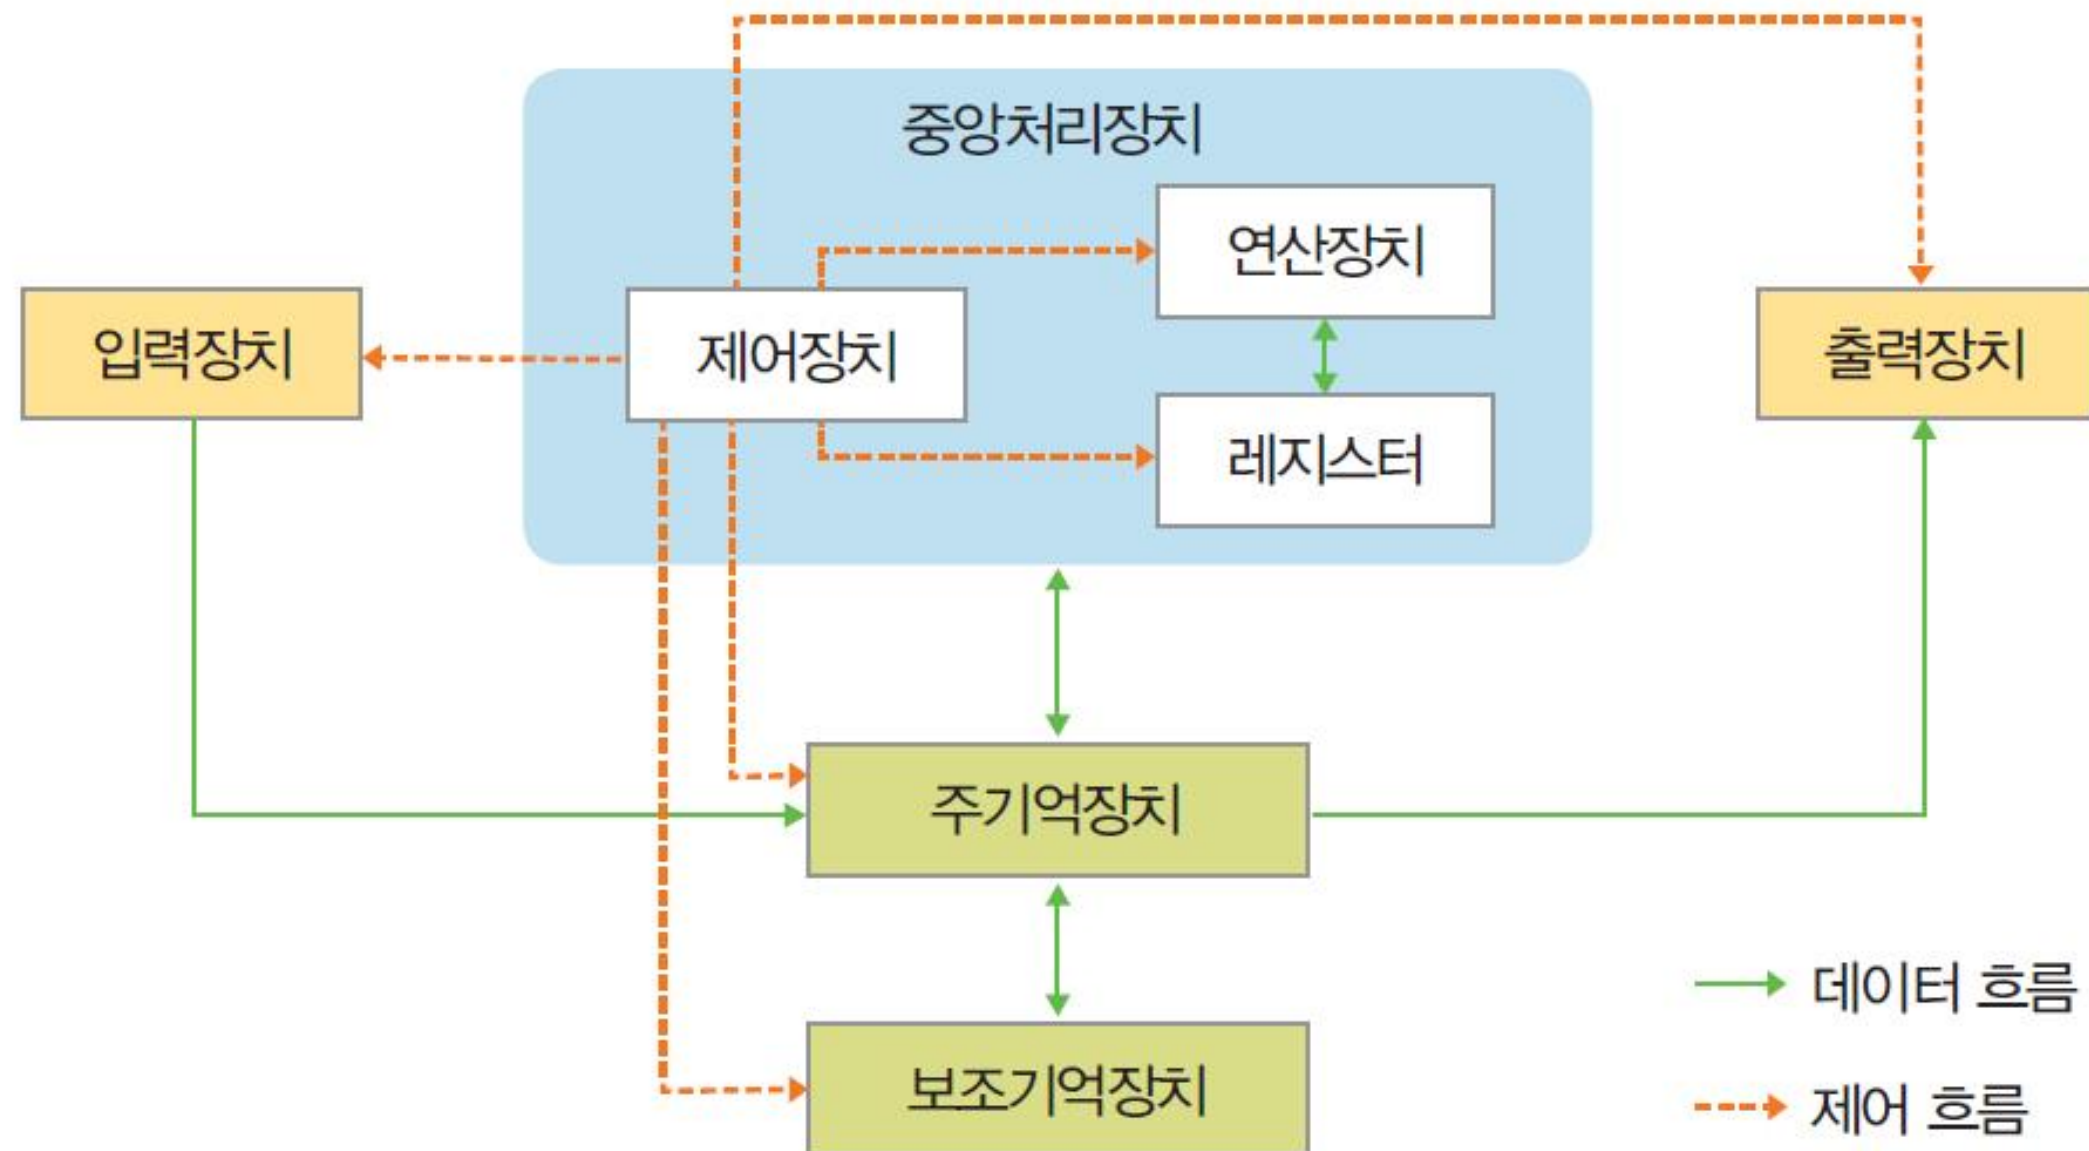 중앙처리장치
연산장치
입력장치
제어장치
출력장치
레지스터
주기억장치
데이터 흐름
보조기억장치
제어 흐름